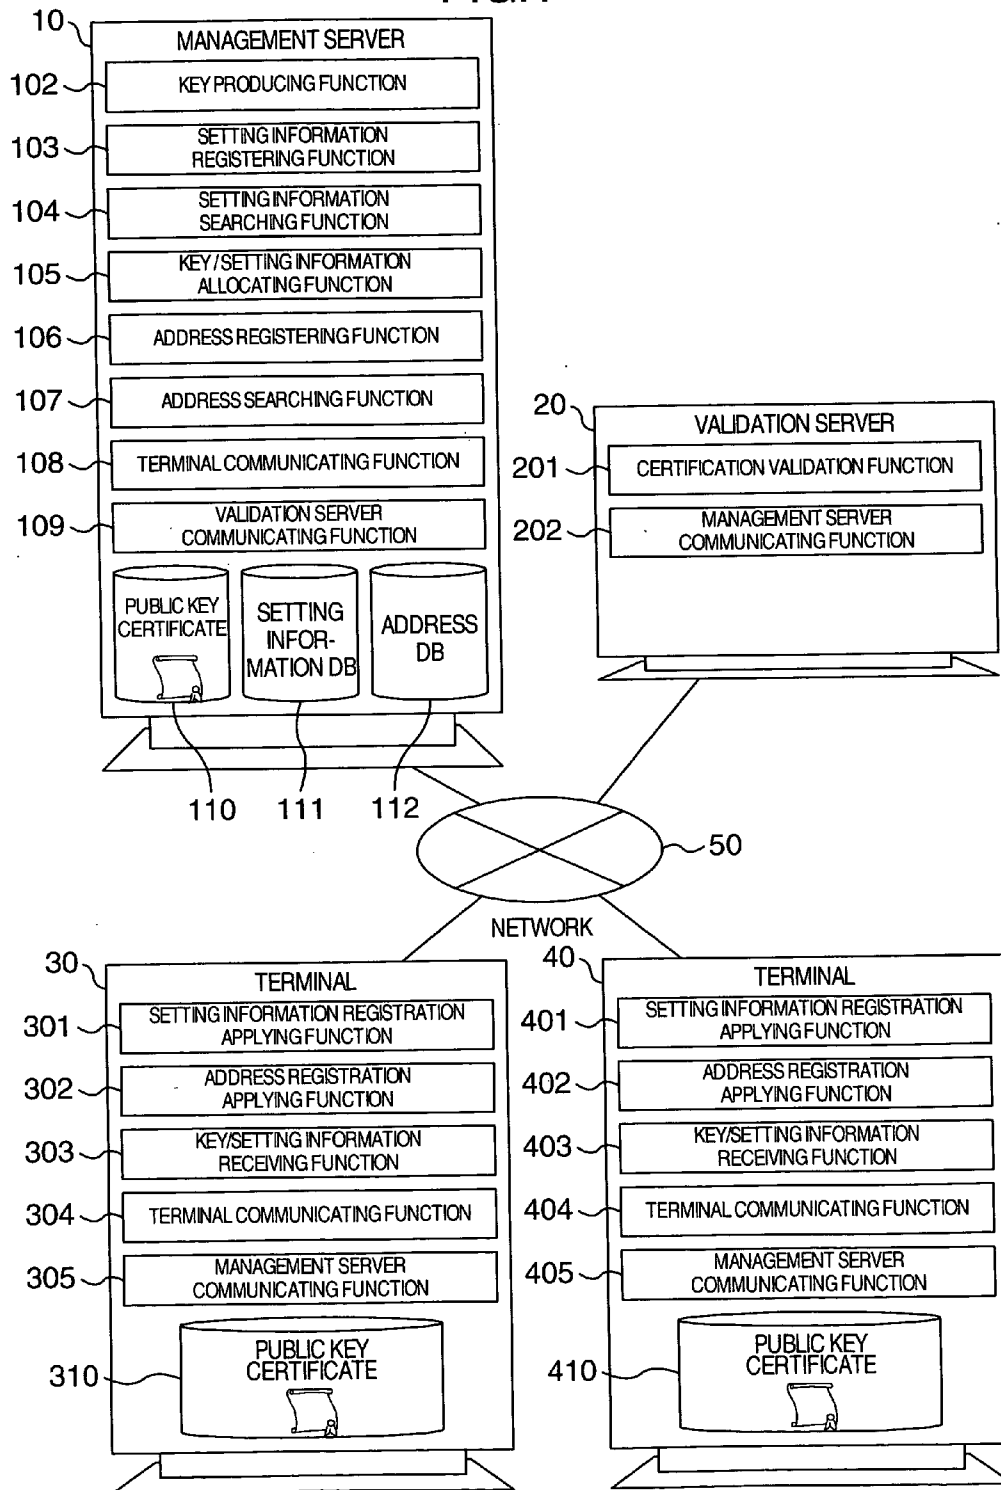 10
MANAGEMENT SERVER
102
KEY PRODUCING FUNCTION
103
SETTING INFORMATION
REGISTERING FUNCTION
104
SETTING INFORMATION
SEARCHING FUNCTION
105
KEY/SETTING INFORMATION
ALLOCATING FUNCTION
106
ADDRESS REGISTERING FUNCTION
107
ADDRESS SEARCHING FUNCTION
108
TERMINAL COMMUNICATING FUNCTION
109
VALIDATION SERVER
COMMUNICATING FUNCTION
PUBLIC KEY
CERTIFICATE
SETTING
INFOR-
MATION DB
ADDRESS
DB
110
111
112
20
VALIDATION SERVER
201
CERTIFICATION VALIDATION FUNCTION
202
MANAGEMENT SERVER
COMMUNICATING FUNCTION
50
NETWORK
30
TERMINAL
301
SETTING INFORMATION REGISTRATION
APPLYING FUNCTION
302
ADDRESS REGISTRATION
APPLYING FUNCTION
303
KEY/SETTING INFORMATION
RECEIVING FUNCTION
304
TERMINAL COMMUNICATING FUNCTION
305
MANAGEMENT SERVER
COMMUNICATING FUNCTION
310
PUBLIC KEY
CERTIFICATE
40
TERMINAL
401
SETTING INFORMATION REGISTRATION
APPLYING FUNCTION
402
ADDRESS REGISTRATION
APPLYING FUNCTION
403
KEY/SETTING INFORMATION
RECEIVING FUNCTION
404
TERMINAL COMMUNICATING FUNCTION
405
MANAGEMENT SERVER
COMMUNICATING FUNCTION
410
PUBLIC KEY
CERTIFICATE